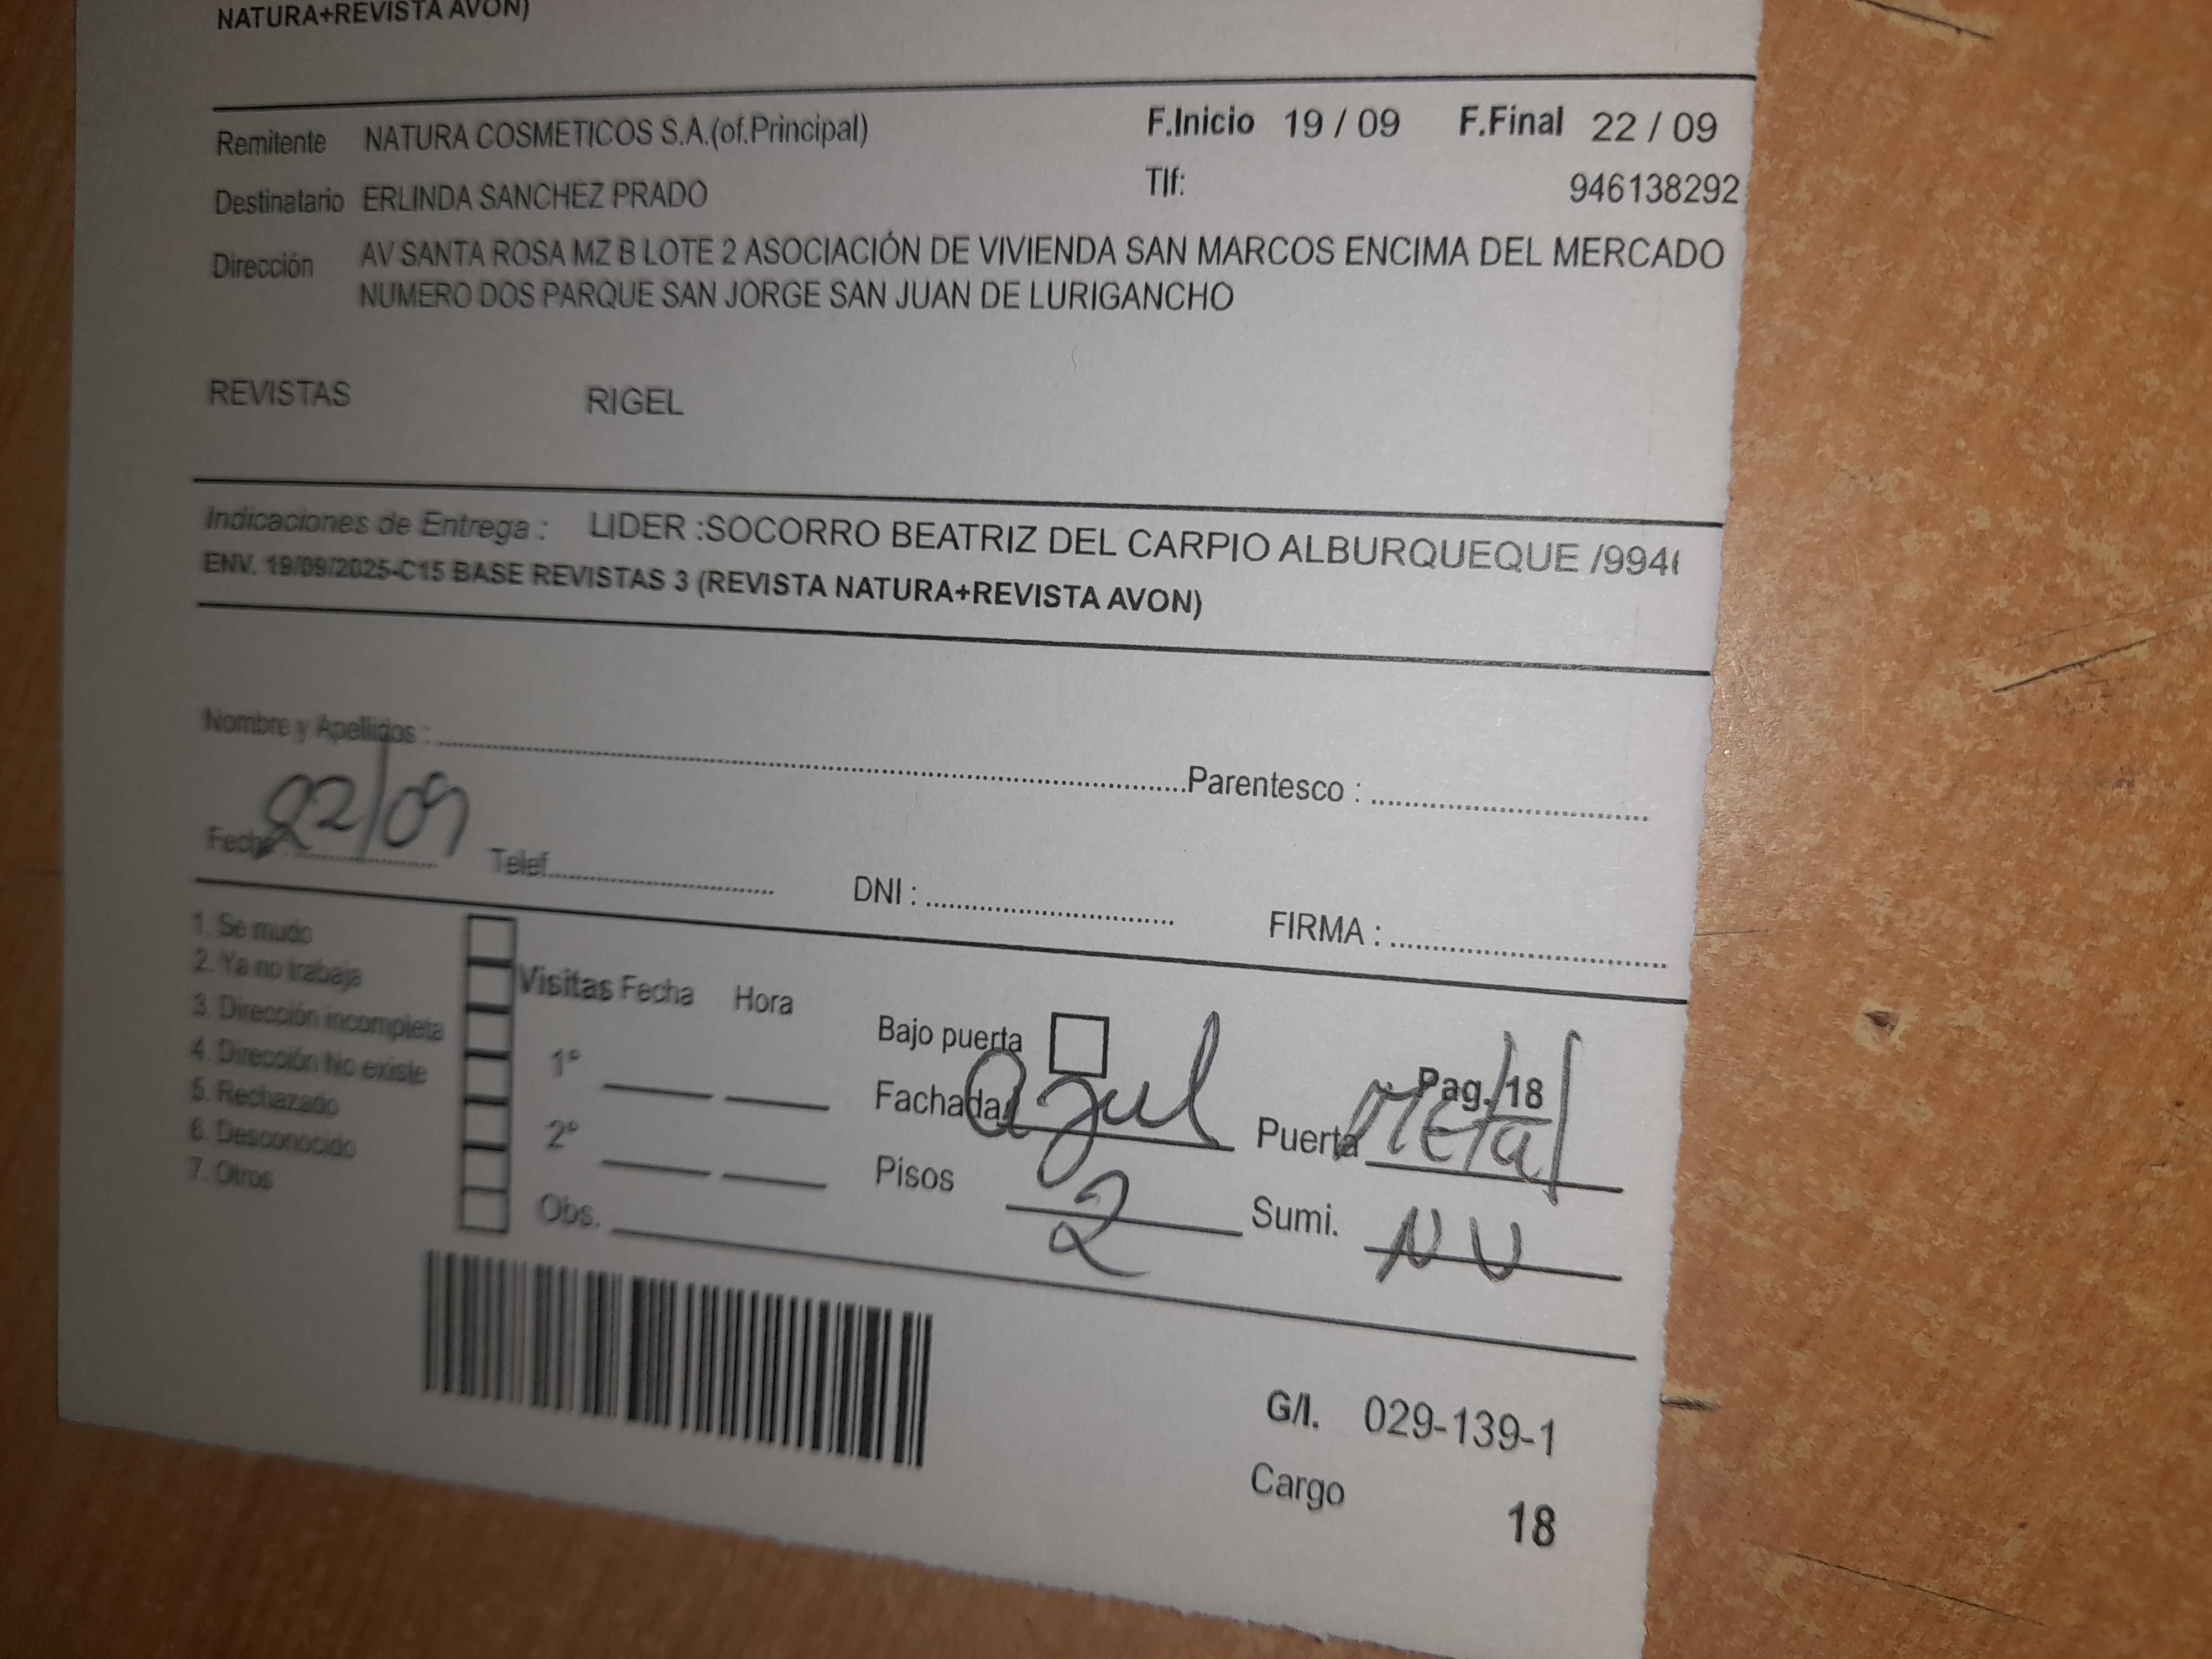 NATURA+REVISTA AVON)
Remitente NATURA COSMETICOS S.A.(of.Principal) F.Inicio 19 / 09 F.Final 22 / 09
Destinatario ERLINDA SANCHEZ PRADO Tlf: 946138292
Dirección AV SANTA ROSA MZ B LOTE 2 ASOCIACIÓN DE VIVIENDA SAN MARCOS ENCIMA DEL MERCADO
NUMERO DOS PARQUE SAN JORGE SAN JUAN DE LURIGANCHO
REVISTAS RIGEL
Indicaciones de Entrega : LIDER :SOCORRO BEATRIZ DEL CARPIO ALBURQUEQUE /994
ENV. 19/09/2025-C15 BASE REVISTAS 3 (REVISTA NATURA+REVISTA AVON)
Nombre y Apellidos : Parentesco :
Fecha : 22/09 Telef. DNI : FIRMA :
1. Se mudo
2. Ya no trabaja
3. Dirección incompleta
4. Dirección No existe
5. Rechazado
6. Desconocido
7. Otros
Visitas Fecha Hora
1º
2º
Obs.
Bajo puerta Pag. 18
Fachada Azul Puerta Metal
Pisos 2 Sumi. NV
G/I. 029-139-1
Cargo 18